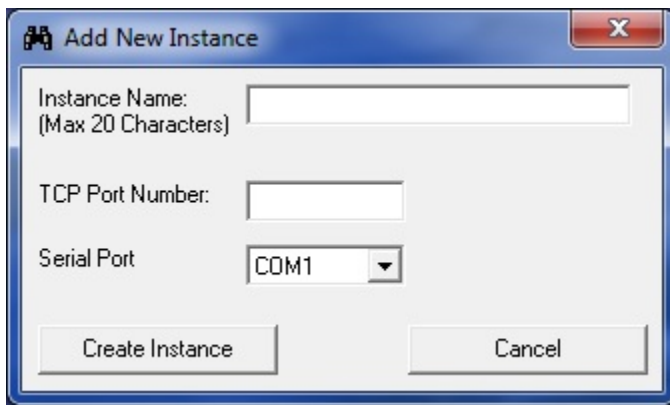 Add New Instance
Instance Name:
(Max 20 Characters)
TCP Port Number:
Serial Port
COM1
Create Instance
Cancel